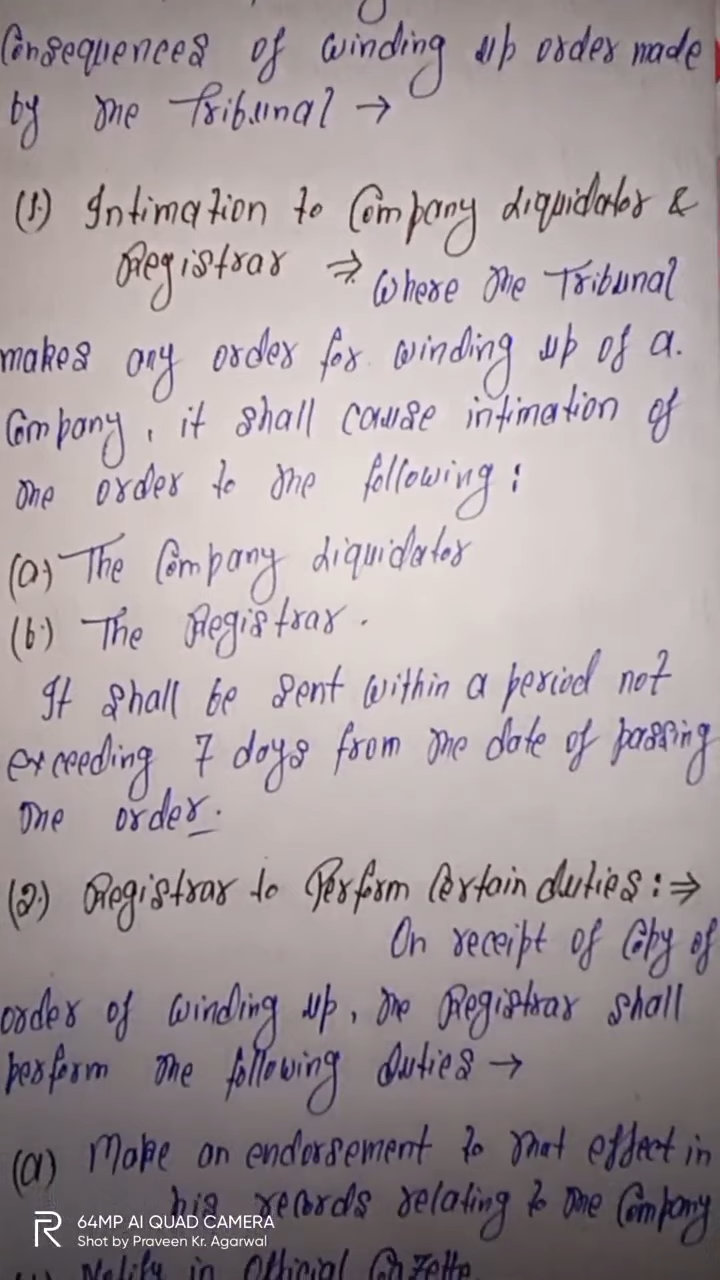 Consequences of winding up order made
by the Tribunal →
(1.) Intimation to Company Liquidator &
Registrar ⇒ Where the Tribunal
makes any order for winding up of a.
Company, it shall cause intimation of
the order to the following :
(a) The Company Liquidator
(b.) The Registrar.
It shall be sent within a period not
exceeding 7 days from the date of passing
the order.
(2.) Registrar to Perform Certain duties : ⇒
On receipt of Copy of
order of winding up, the Registrar shall
perform the following duties →
(a) Make an endorsement to that effect in
his records relating to the Company
Notify in Official Gazette
R 64MP AI QUAD CAMERA
Shot by Praveen Kr. Agarwal